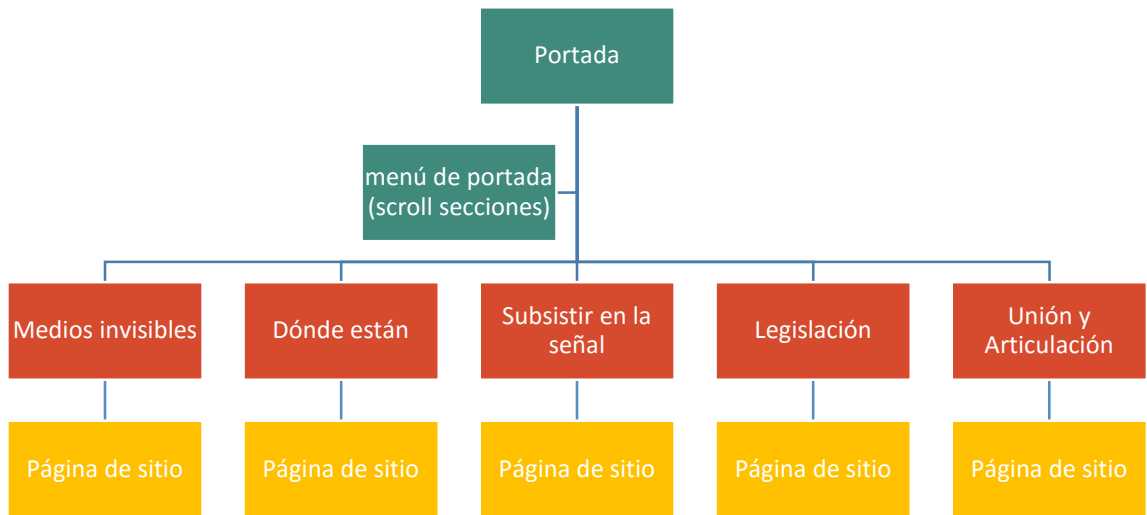 Portada
menú de portada
(scroll secciones)
Medios invisibles
Dónde están
Subsistir en la
señal
Legislación
Unión y
Articulación
Página de sitio
Página de sitio
Página de sitio
Página de sitio
Página de sitio